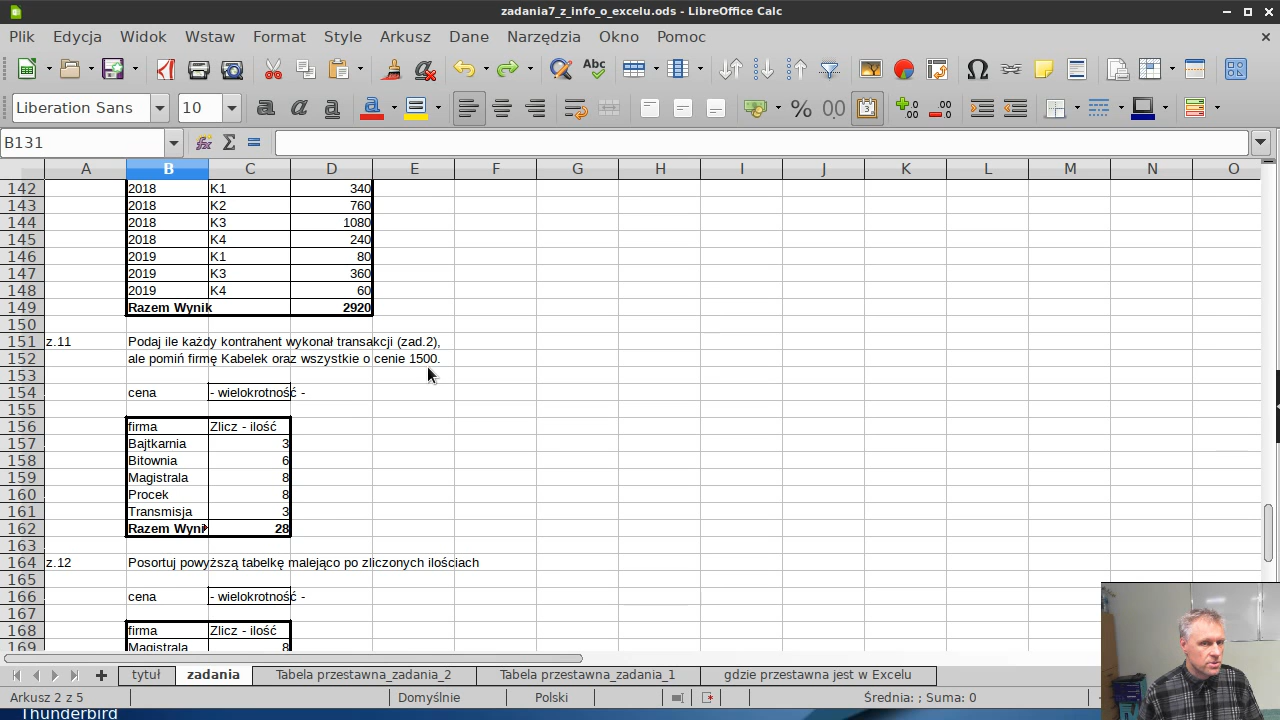 zadania7_z_info_o_excelu.ods - LibreOffice Calc
Plik Edycja Widok Wstaw Format Style Arkusz Dane Narzędzia Okno Pomoc
Abc
Liberation Sans 10
B131
A B C D E F G H I J K L M N O
142 2018 K1 340
143 2018 K2 760
144 2018 K3 1080
145 2018 K4 240
146 2019 K1 80
147 2019 K3 360
148 2019 K4 60
149 Razem Wynik 2920
150
151 z.11 Podaj ile każdy kontrahent wykonał transakcji (zad.2),
152 ale pomiń firmę Kabelek oraz wszystkie o cenie 1500.
153
154 cena - wielokrotność -
155
156 firma Zlicz - ilość
157 Bajtkarnia 3
158 Bitownia 6
159 Magistrala 8
160 Procek 8
161 Transmisja 3
162 Razem Wyni 28
163
164 z.12 Posortuj powyższą tabelkę malejąco po zliczonych ilościach
165
166 cena - wielokrotność -
167
168 firma Zlicz - ilość
169 Magistrala 8
tytuł zadania Tabela przestawna_zadania_2 Tabela przestawna_zadania_1 gdzie przestawna jest w Excelu
Arkusz 2 z 5 Domyślnie Polski Średnia: ; Suma: 0
Thunderbird